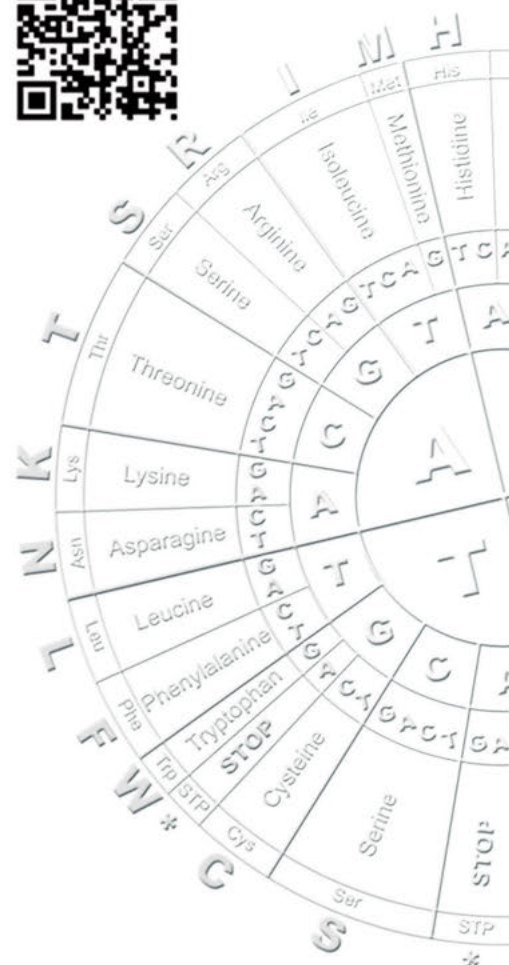 I M H
R
S
T
K
N
L
F
W
*
C
S
*
Ile Met His
Arg
Ser
Thr
Lys
Asn
Leu
Phe
Trp
STP
Cys
Ser
STP
Isoleucine Methionine Histidine
Arginine
Serine
Threonine
Lysine
Asparagine
Leucine
Phenylalanine
Tryptophan
STOP
Cysteine
Serine
STOP
T C A G T C A G T C A
G A C T
G A C T
G A C T
G A C T G A C T G A
G T A
C
A
T
G
C
A
T